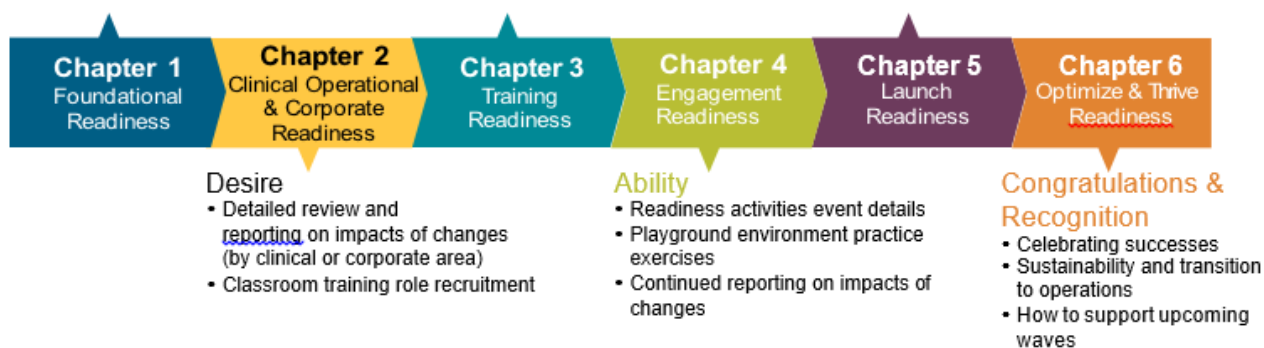 Chapter 1
Foundational
Readiness
Chapter 2
Clinical Operational
& Corporate
Readiness
Chapter 3
Training
Readiness
Chapter 4
Engagement
Readiness
Chapter 5
Launch
Readiness
Chapter 6
Optimize & Thrive
Readiness
Desire
• Detailed review and
reporting on impacts of changes
(by clinical or corporate area)
• Classroom training role recruitment
Ability
• Readiness activities event details
• Playground environment practice
exercises
• Continued reporting on impacts of
changes
Congratulations &
Recognition
• Celebrating successes
• Sustainability and transition
to operations
• How to support upcoming
waves